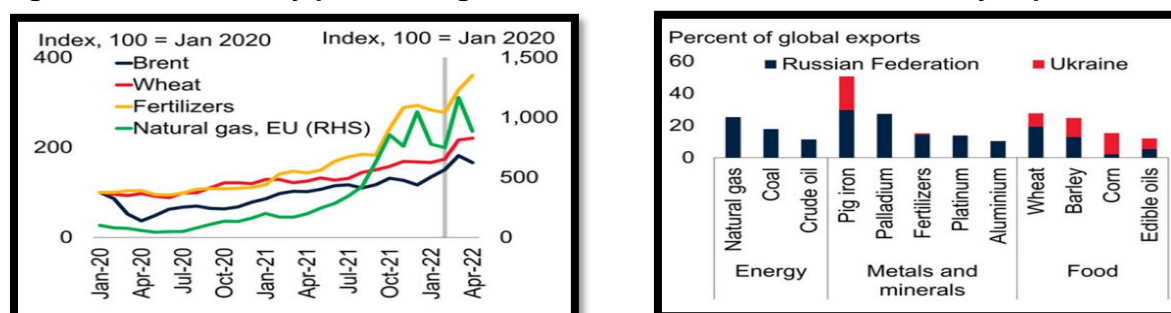 Index, 100 = Jan 2020
Index, 100 = Jan 2020
400
1,500
Brent
Wheat
Fertilizers
Natural gas, EU (RHS)
1,000
200
500
0
0
Jan-20
Apr-20
Jul-20
Oct-20
Jan-21
Apr-21
Jul-21
Oct-21
Jan-22
Apr-22
Percent of global exports
60
Russian Federation
Ukraine
40
20
0
Natural gas
Coal
Crude oil
Pig iron
Palladium
Fertilizers
Platinum
Aluminium
Wheat
Barley
Corn
Edible oils
Energy
Metals and
minerals
Food